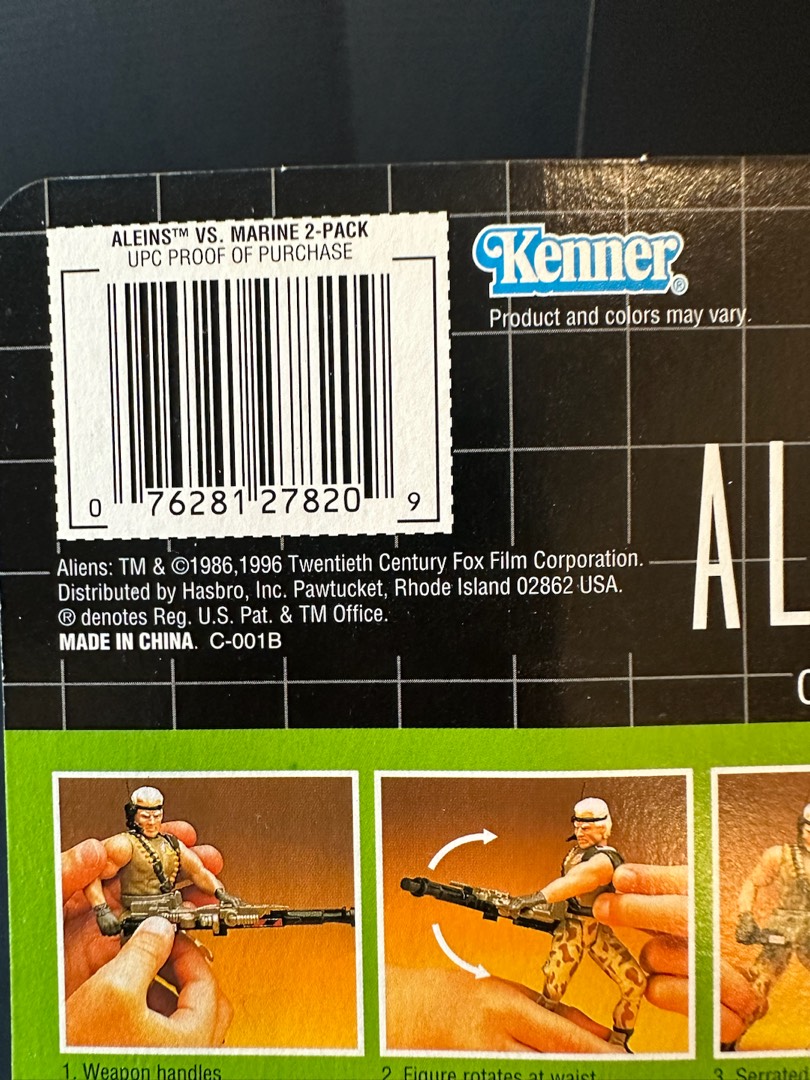 ALEINS™ VS. MARINE 2-PACK
UPC PROOF OF PURCHASE
0 76281 27820 9
Kenner®
Product and colors may vary.
Aliens: TM & ©1986,1996 Twentieth Century Fox Film Corporation.
Distributed by Hasbro, Inc. Pawtucket, Rhode Island 02862 USA.
® denotes Reg. U.S. Pat. & TM Office.
MADE IN CHINA. C-001B
AL
1. Weapon handles
2. Figure rotates at waist
3. Serrated